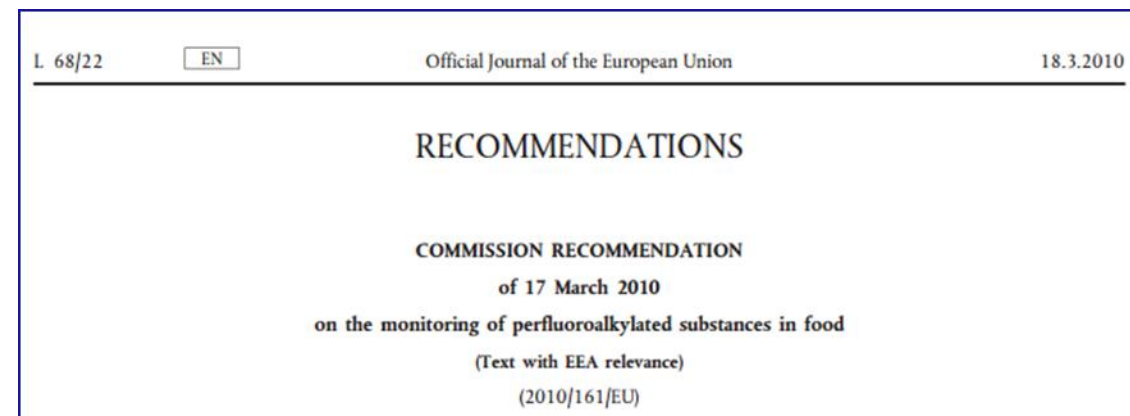 L 68/22 EN Official Journal of the European Union 18.3.2010
RECOMMENDATIONS
COMMISSION RECOMMENDATION
of 17 March 2010
on the monitoring of perfluoroalkylated substances in food
(Text with EEA relevance)
(2010/161/EU)